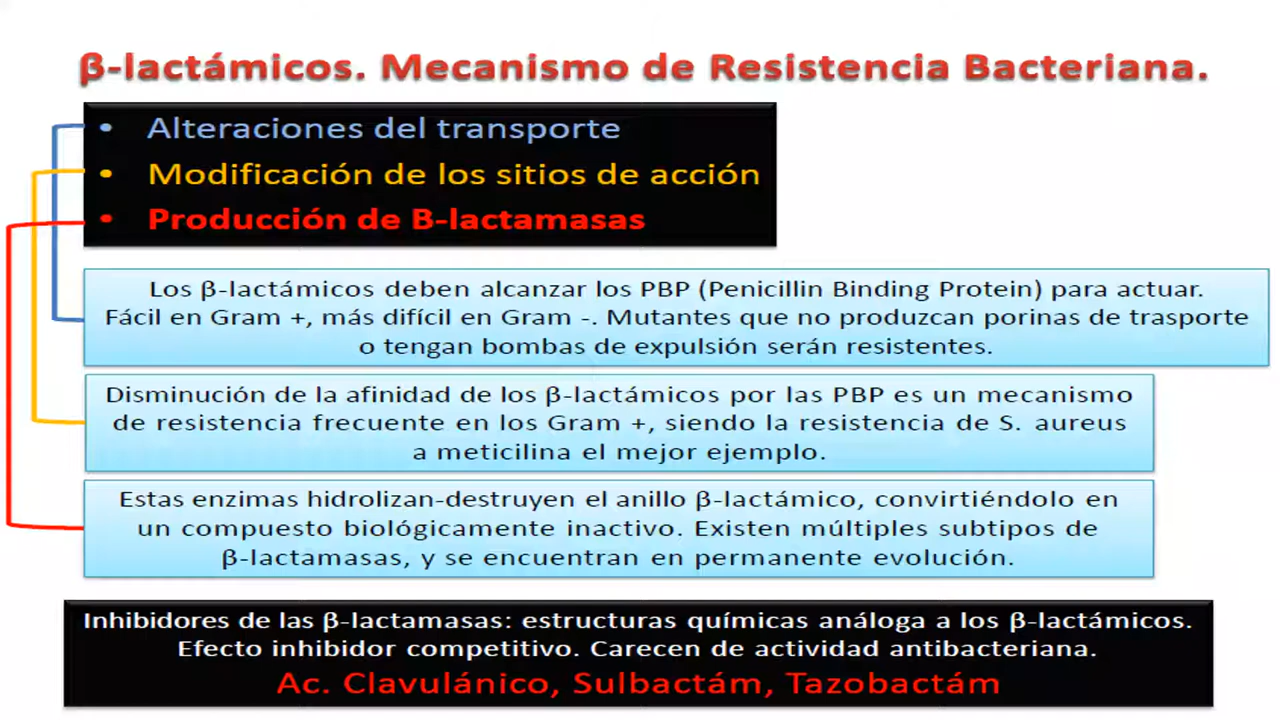 β-lactámicos. Mecanismo de Resistencia Bacteriana.
• Alteraciones del transporte
• Modificación de los sitios de acción
• Producción de B-lactamasas
Los β-lactámicos deben alcanzar los PBP (Penicillin Binding Protein) para actuar.
Fácil en Gram +, más difícil en Gram -. Mutantes que no produzcan porinas de trasporte
o tengan bombas de expulsión serán resistentes.
Disminución de la afinidad de los β-lactámicos por las PBP es un mecanismo
de resistencia frecuente en los Gram +, siendo la resistencia de S. aureus
a meticilina el mejor ejemplo.
Estas enzimas hidrolizan-destruyen el anillo β-lactámico, convirtiéndolo en
un compuesto biológicamente inactivo. Existen múltiples subtipos de
β-lactamasas, y se encuentran en permanente evolución.
Inhibidores de las β-lactamasas: estructuras químicas análoga a los β-lactámicos.
Efecto inhibidor competitivo. Carecen de actividad antibacteriana.
Ac. Clavulánico, Sulbactám, Tazobactám